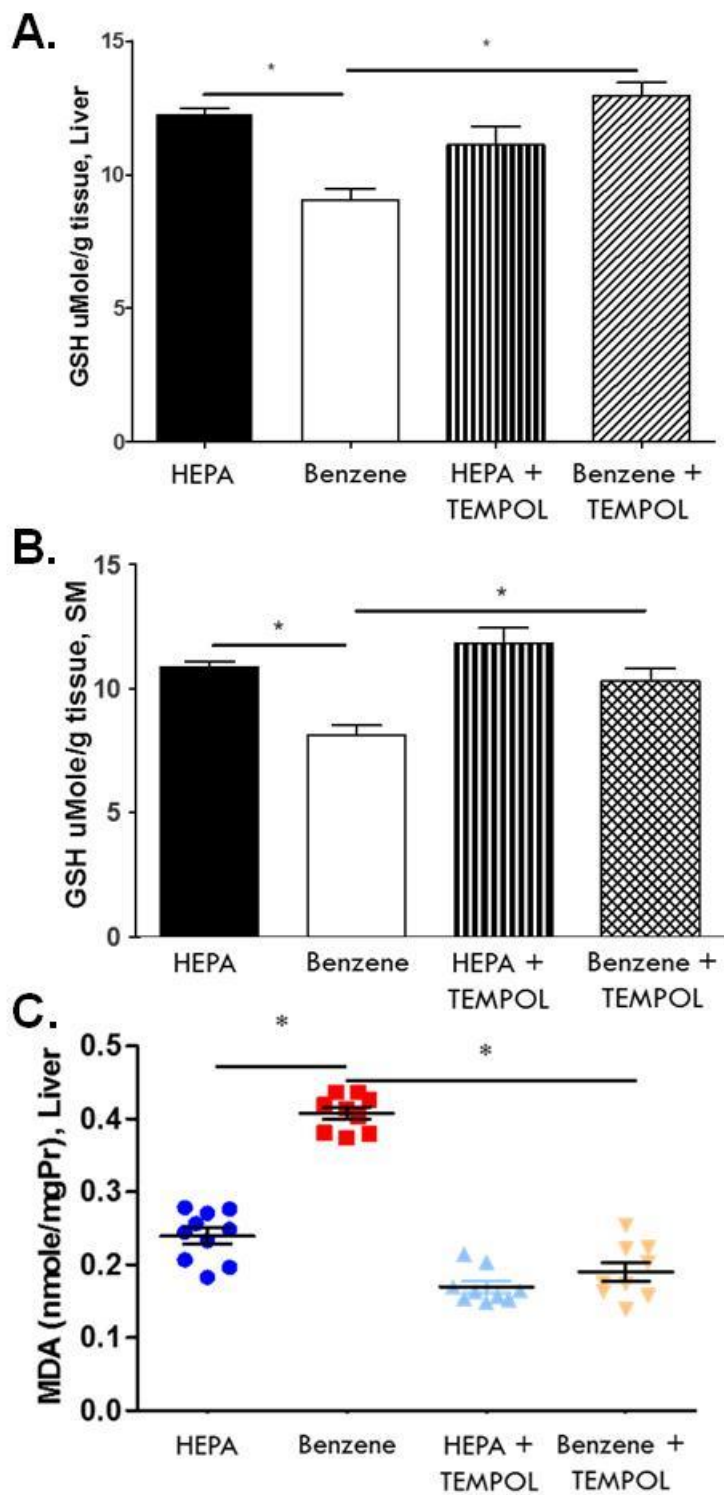 A.
GSH uMole/g tissue, Liver
15
10
5
0
*
*
HEPA
Benzene
HEPA +
TEMPOL
Benzene +
TEMPOL
B.
GSH uMole/g tissue, SM
15
10
5
0
*
*
HEPA
Benzene
HEPA +
TEMPOL
Benzene +
TEMPOL
C.
MDA (nmole/mgPr), Liver
0.5
0.4
0.3
0.2
0.1
0.0
*
*
HEPA
Benzene
HEPA +
TEMPOL
Benzene +
TEMPOL